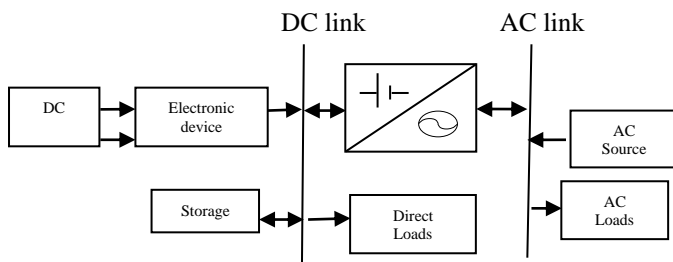 DC link
AC link
DC
Electronic
device
AC
Source
Storage
Direct
Loads
AC
Loads